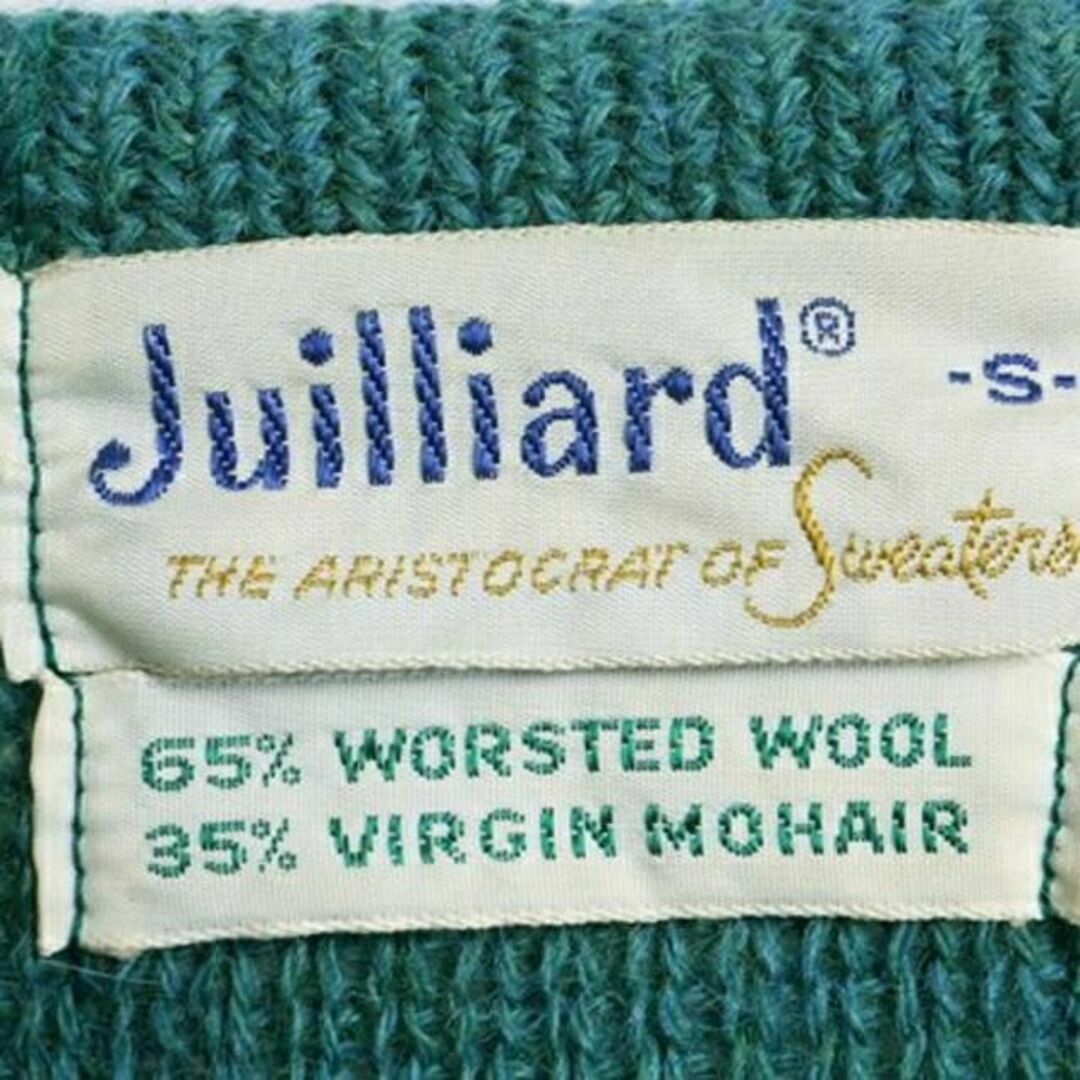 Juilliard® -S-
THE ARISTOCRAT OF Sweaters
65% WORSTED WOOL
35% VIRGIN MOHAIR